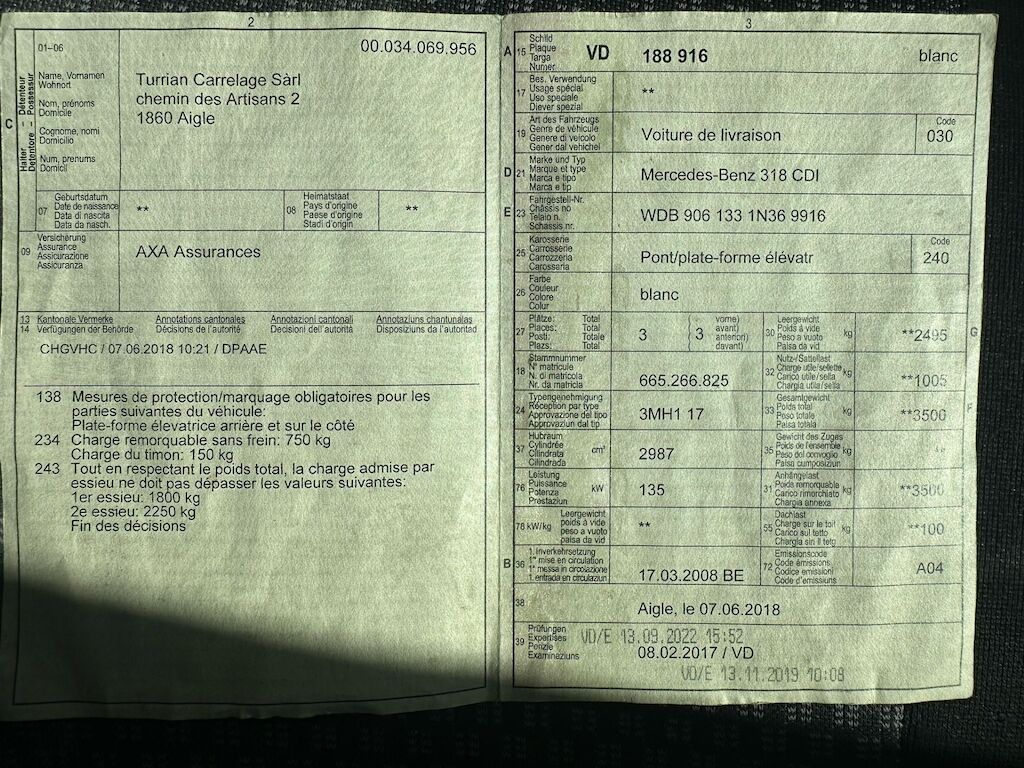 2
01-06
00.034.069.956
C
Halter - Détenteur
Detentore - Possessur
Name, Vornamen
Wohnort
Nom, prénoms
Domicile
Cognome, nomi
Domicilio
Num, prenums
Domicil
Turrian Carrelage Sàrl
chemin des Artisans 2
1860 Aigle
07
Geburtsdatum
Date de naissance
Data di nascita
Data da nasch.
**
08
Heimatstaat
Pays d'origine
Paese d'origine
Stadi d'origin
**
09
Versicherung
Assurance
Assicurazione
Assicuranza
AXA Assurances
13 Kantonale Vermerke Annotations cantonales Annotazioni cantonali Annotaziuns chantunalas
14 Verfügungen der Behörde Décisions de l'autorité Decisioni dell'autorità Disposiziuns da l'autoritad
CHGVHC / 07.06.2018 10:21 / DPAAE
138 Mesures de protection/marquage obligatoires pour les
parties suivantes du véhicule:
Plate-forme élevatrice arrière et sur le côté
234 Charge remorquable sans frein: 750 kg
Charge du timon: 150 kg
243 Tout en respectant le poids total, la charge admise par
essieu ne doit pas dépasser les valeurs suivantes:
1er essieu: 1800 kg
2e essieu: 2250 kg
Fin des décisions
3
A 15
Schild
Plaque
Targa
Numer
VD 188 916 blanc
17
Bes. Verwendung
Usage spécial
Uso speciale
Diever spezial
**
19
Art des Fahrzeugs
Genre de véhicule
Genere di veicolo
Gener dal vehichel
Voiture de livraison
Code
030
D 21
Marke und Typ
Marque et type
Marca e tipo
Marca e tip
Mercedes-Benz 318 CDI
E 23
Fahrgestell-Nr.
Châssis no
Telaio n.
Schassis nr.
WDB 906 133 1N36 9916
25
Karosserie
Carrosserie
Carrozzeria
Carossaria
Pont/plate-forme élévatr
Code
240
26
Farbe
Couleur
Colore
Colur
blanc
27
Plätze: Total
Places: Total
Posti: Totale
Plazs: Total
3
vorne)
avant)
anteriori)
davant)
( 3
30
Leergewicht
Poids à vide
Peso a vuoto
Paisa da vid
kg
**2495
G
18
Stammnummer
N° matricule
N. di matricola
Nr. da matricla
665.266.825
32
Nutz-/Sattellast
Charge utile/sellette
Carico utile/sella
Chargia utila/sella
kg
**1005
24
Typengenehmigung
Réception par type
Approvazione del tipo
Approvaziun dal tip
3MH1 17
33
Gesamtgewicht
Poids total
Peso totale
Paisa totala
kg
**3500
F
37
Hubraum
Cylindrée
Cilindrata
Cilindrada
cm³
2987
35
Gewicht des Zuges
Poids de l'ensemble
Peso del convoglio
Paisa cumposiziun
kg
76
Leistung
Puissance
Potenza
Prestaziun
kW
135
31
Anhängelast
Poids remorquable
Carico rimorchiato
Chargia annexa
kg
**3500
78 kW/kg
Leergewicht
poids à vide
peso a vuoto
paisa da vid
**
55
Dachlast
Charge sur le toit
Carico sul tetto
Chargia sin il tetg
kg
**100
B 36
1. Inverkehrsetzung
1re mise en circulation
1a messa in circolazione
1. entrada en circulaziun
17.03.2008 BE
72
Emissionscode
Code émissions
Codice emissioni
Code d'emissiuns
A04
38
Aigle, le 07.06.2018
39
Prüfungen
Expertises
Perizie
Examinaziuns
VD/E 13.09.2022 15:52
08.02.2017 / VD
VD/E 13.11.2019 10:08